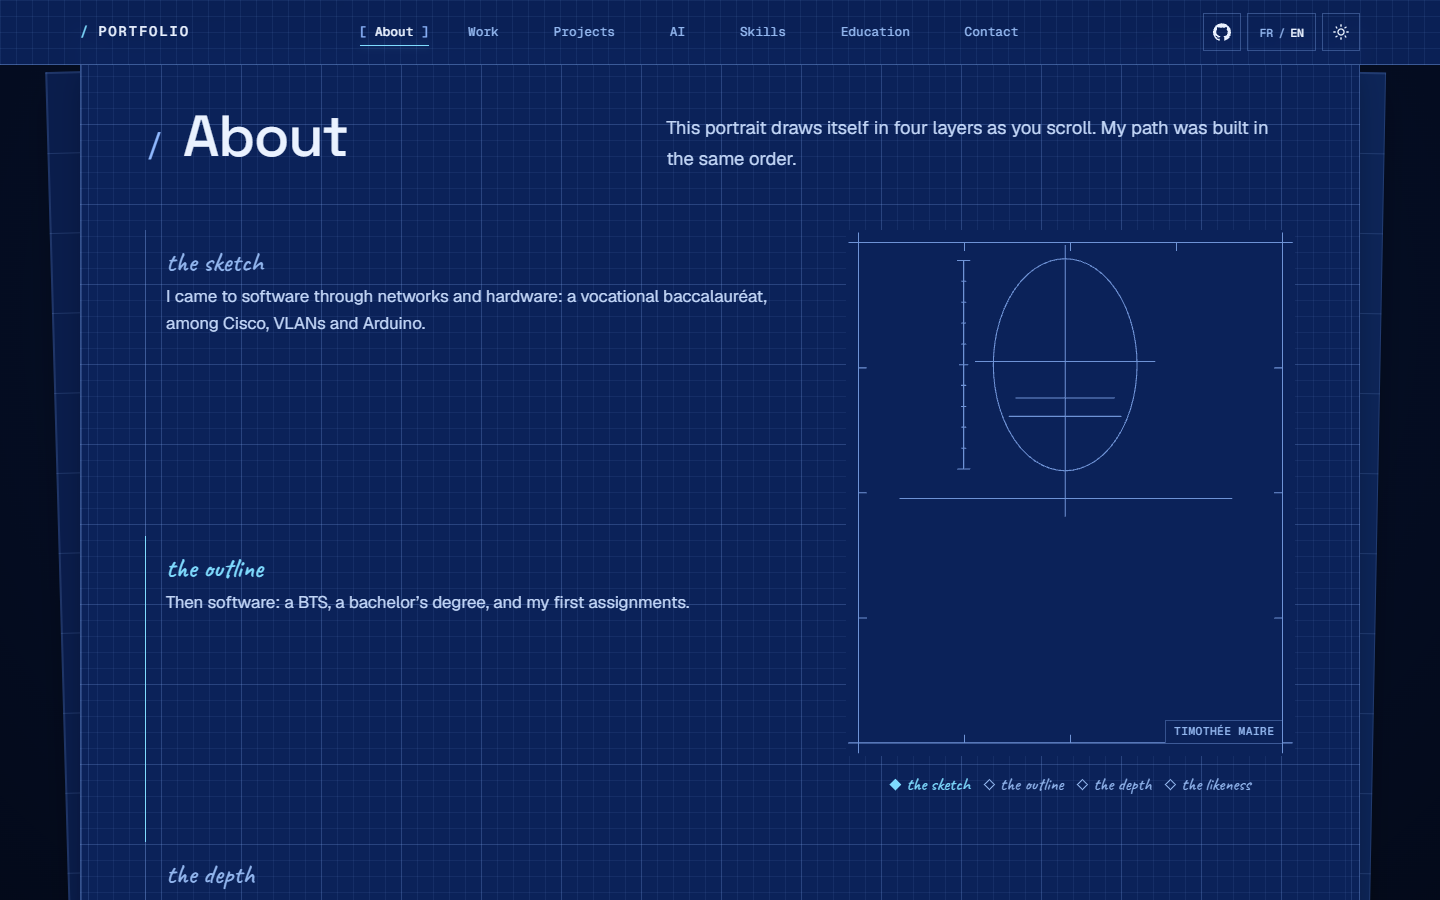 / PORTFOLIO
[ About ]
Work
Projects
AI
Skills
Education
Contact
FR / EN
/ About
This portrait draws itself in four layers as you scroll. My path was built in
the same order.
the sketch
I came to software through networks and hardware: a vocational baccalauréat,
among Cisco, VLANs and Arduino.
the outline
Then software: a BTS, a bachelor’s degree, and my first assignments.
the depth
TIMOTHÉE MAIRE
the sketch
the outline
the depth
the likeness